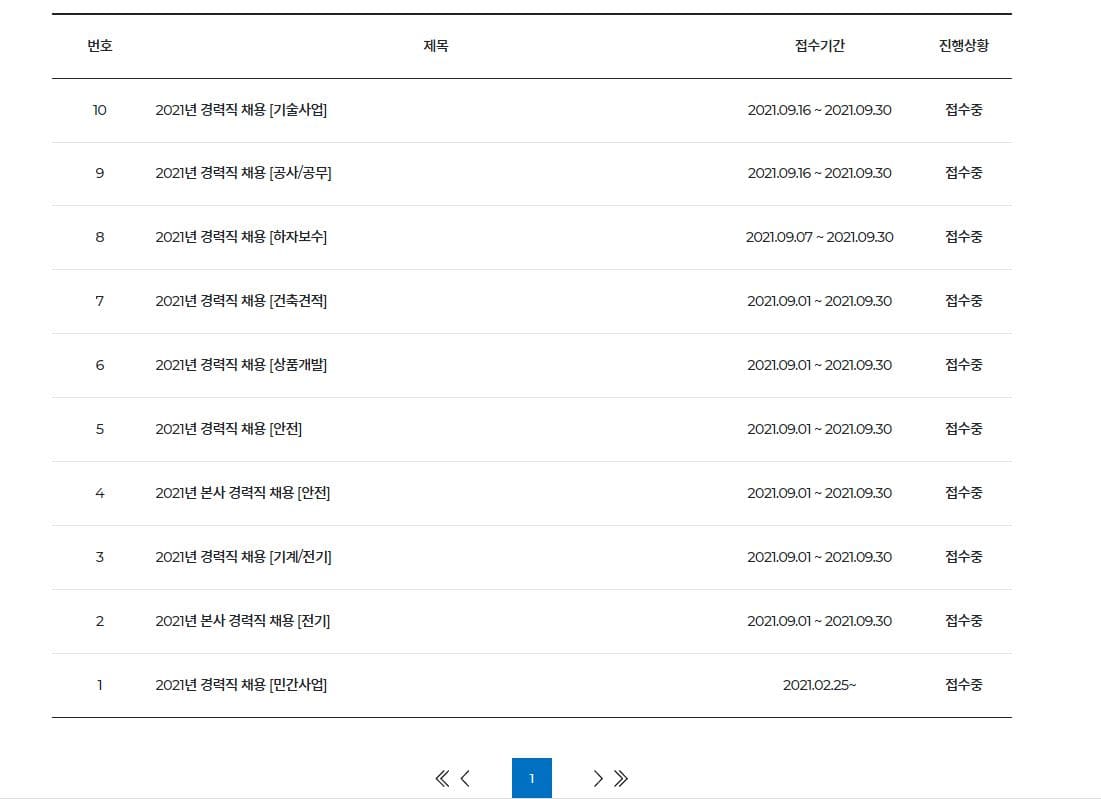 번호 제목 접수기간 진행상황
10 2021년 경력직 채용 [기술사업] 2021.09.16 ~ 2021.09.30 접수중
9 2021년 경력직 채용 [공사/공무] 2021.09.16 ~ 2021.09.30 접수중
8 2021년 경력직 채용 [하자보수] 2021.09.07 ~ 2021.09.30 접수중
7 2021년 경력직 채용 [건축견적] 2021.09.01 ~ 2021.09.30 접수중
6 2021년 경력직 채용 [상품개발] 2021.09.01 ~ 2021.09.30 접수중
5 2021년 경력직 채용 [안전] 2021.09.01 ~ 2021.09.30 접수중
4 2021년 본사 경력직 채용 [안전] 2021.09.01 ~ 2021.09.30 접수중
3 2021년 경력직 채용 [기계/전기] 2021.09.01 ~ 2021.09.30 접수중
2 2021년 본사 경력직 채용 [전기] 2021.09.01 ~ 2021.09.30 접수중
1 2021년 경력직 채용 [민간사업] 2021.02.25~ 접수중
1